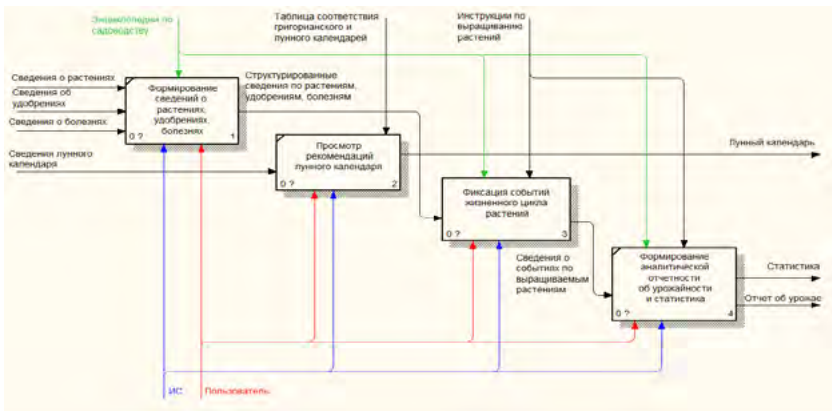 Энциклопедии по
садоводству
Таблица соответствия
григорианского и
лунного календарей
Инструкции по
выращиванию
растений
Сведения о растениях
Сведения об
удобрениях
Сведения о болезнях
Сведения лунного
календаря
Формирование
сведений о
растениях,
удобрениях,
болезнях
0 ?
1
Структурированные
сведения по растениям,
удобрениям, болезням
Просмотр
рекомендаций
лунного календаря
0 ?
2
Лунный календарь
Фиксация событий
жизненного цикла
растений
0 ?
3
Сведения о
событиях по
выращиваемым
растениям
Формирование
аналитической
отчетности
об урожайности
и статистика
0 ?
4
Статистика
Отчет об урожае
ИС
Пользователь